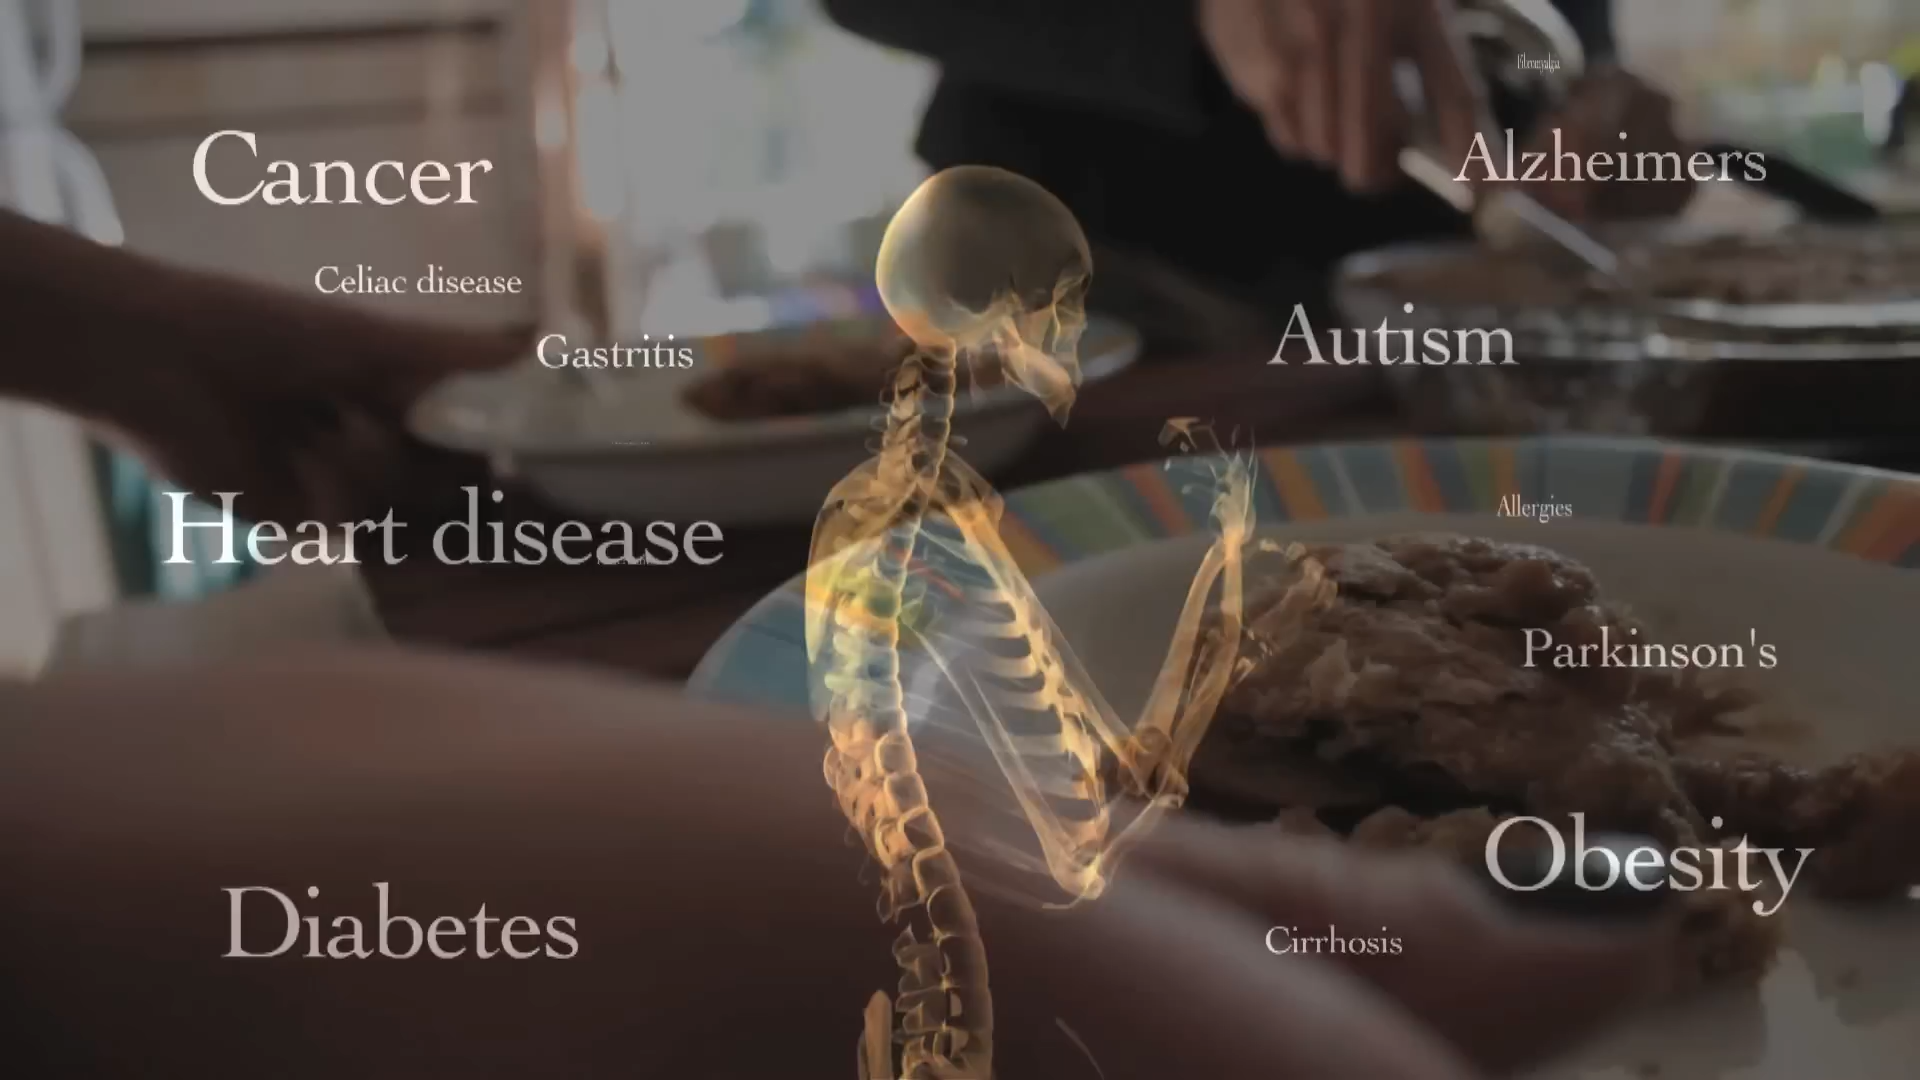 Cancer
Alzheimers
Celiac disease
Gastritis
Autism
Heart disease
Allergies
Parkinson's
Obesity
Diabetes
Cirrhosis